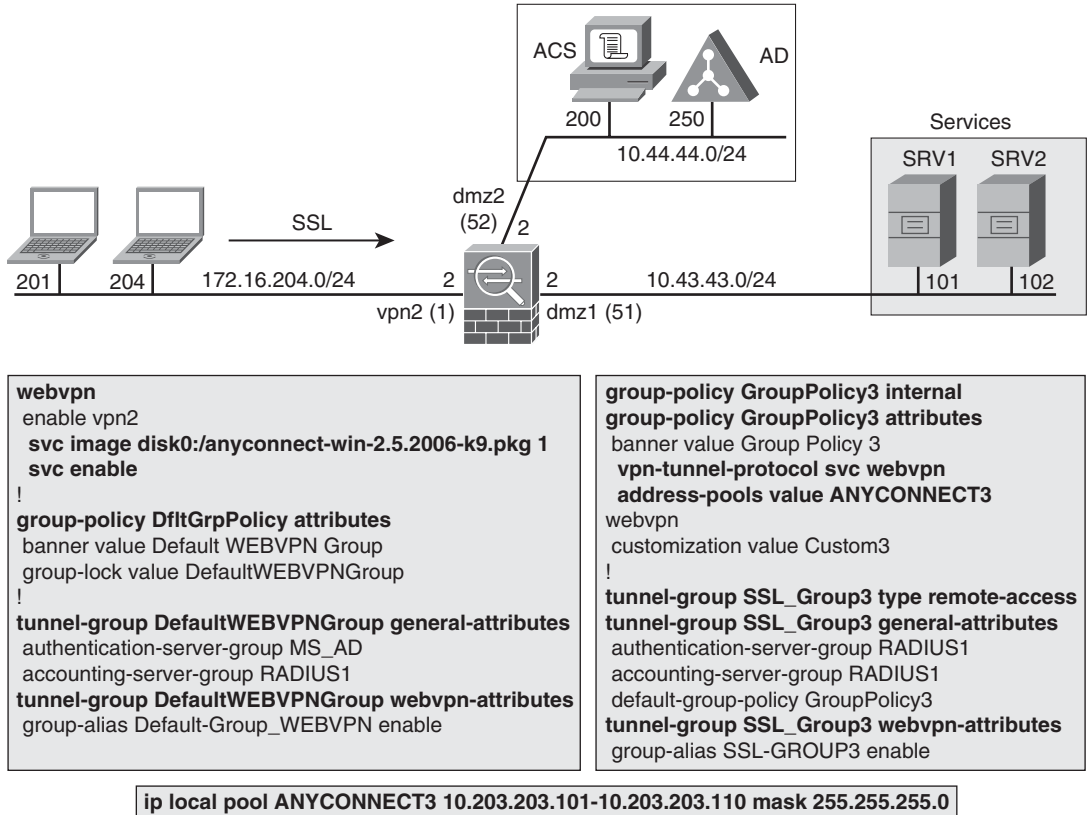 ACS
AD
200
250
10.44.44.0/24
Services
SRV1
SRV2
dmz2
(52)
2
SSL
201
204
172.16.204.0/24
2
2
10.43.43.0/24
101
102
vpn2 (1)
dmz1 (51)
webvpn
enable vpn2
svc image disk0:/anyconnect-win-2.5.2006-k9.pkg 1
svc enable
!
group-policy DfltGrpPolicy attributes
banner value Default WEBVPN Group
group-lock value DefaultWEBVPNGroup
!
tunnel-group DefaultWEBVPNGroup general-attributes
authentication-server-group MS_AD
accounting-server-group RADIUS1
tunnel-group DefaultWEBVPNGroup webvpn-attributes
group-alias Default-Group_WEBVPN enable
group-policy GroupPolicy3 internal
group-policy GroupPolicy3 attributes
banner value Group Policy 3
vpn-tunnel-protocol svc webvpn
address-pools value ANYCONNECT3
webvpn
customization value Custom3
!
tunnel-group SSL_Group3 type remote-access
tunnel-group SSL_Group3 general-attributes
authentication-server-group RADIUS1
accounting-server-group RADIUS1
default-group-policy GroupPolicy3
tunnel-group SSL_Group3 webvpn-attributes
group-alias SSL-GROUP3 enable
ip local pool ANYCONNECT3 10.203.203.101-10.203.203.110 mask 255.255.255.0